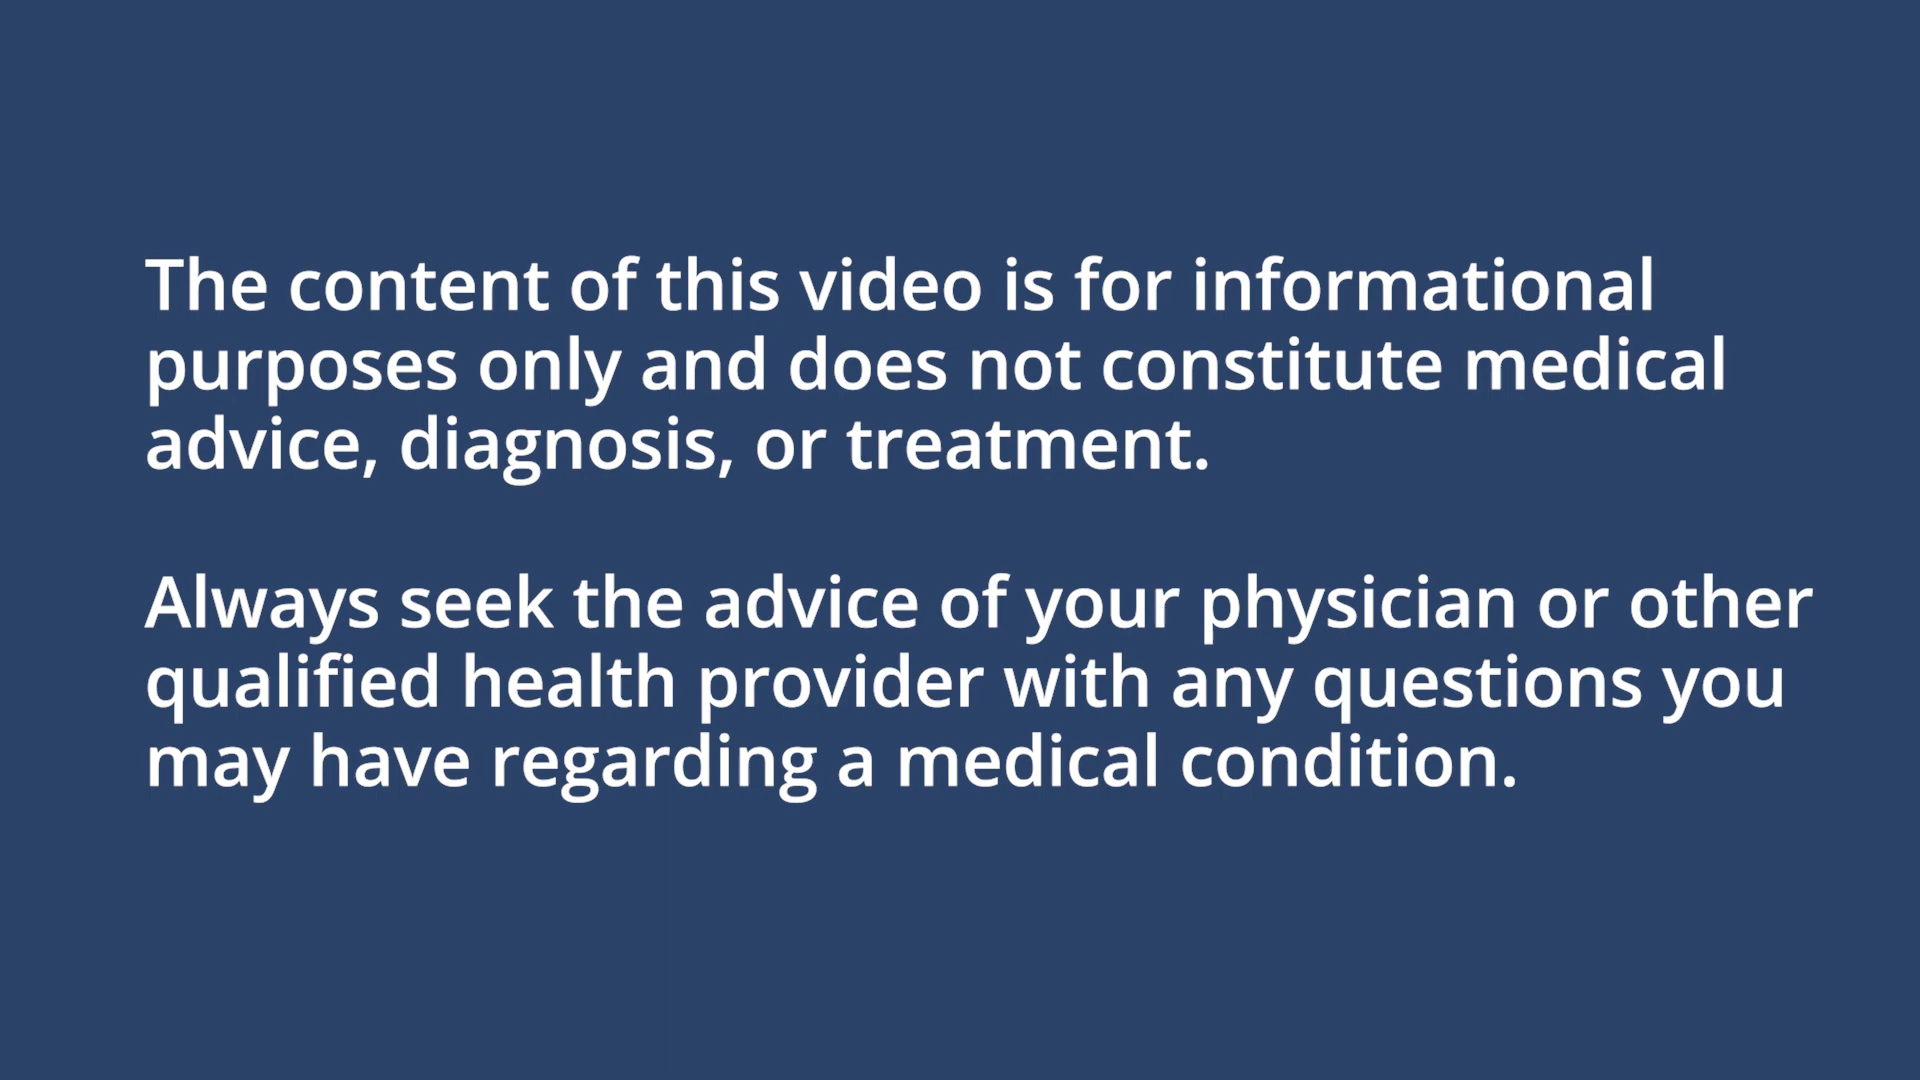 The content of this video is for informational
purposes only and does not constitute medical
advice, diagnosis, or treatment.
Always seek the advice of your physician or other
qualified health provider with any questions you
may have regarding a medical condition.